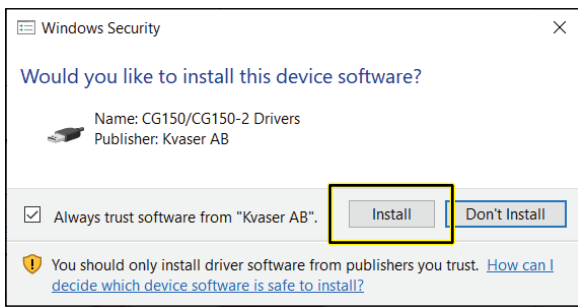 Windows Security
Would you like to install this device software?
Name: CG150/CG150-2 Drivers
Publisher: Kvaser AB
Always trust software from "Kvaser AB".
Install
Don't Install
You should only install driver software from publishers you trust. How can I
decide which device software is safe to install?